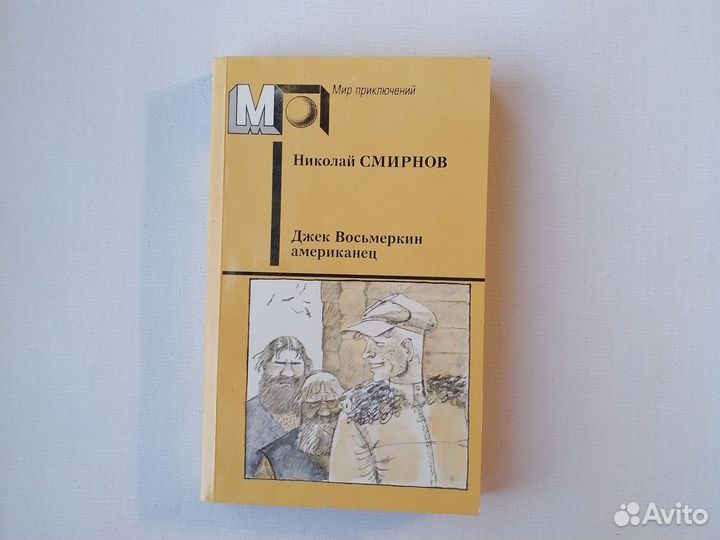 М П
Мир приключений
Николай СМИРНОВ
Джек Восьмеркин
американец
Avito